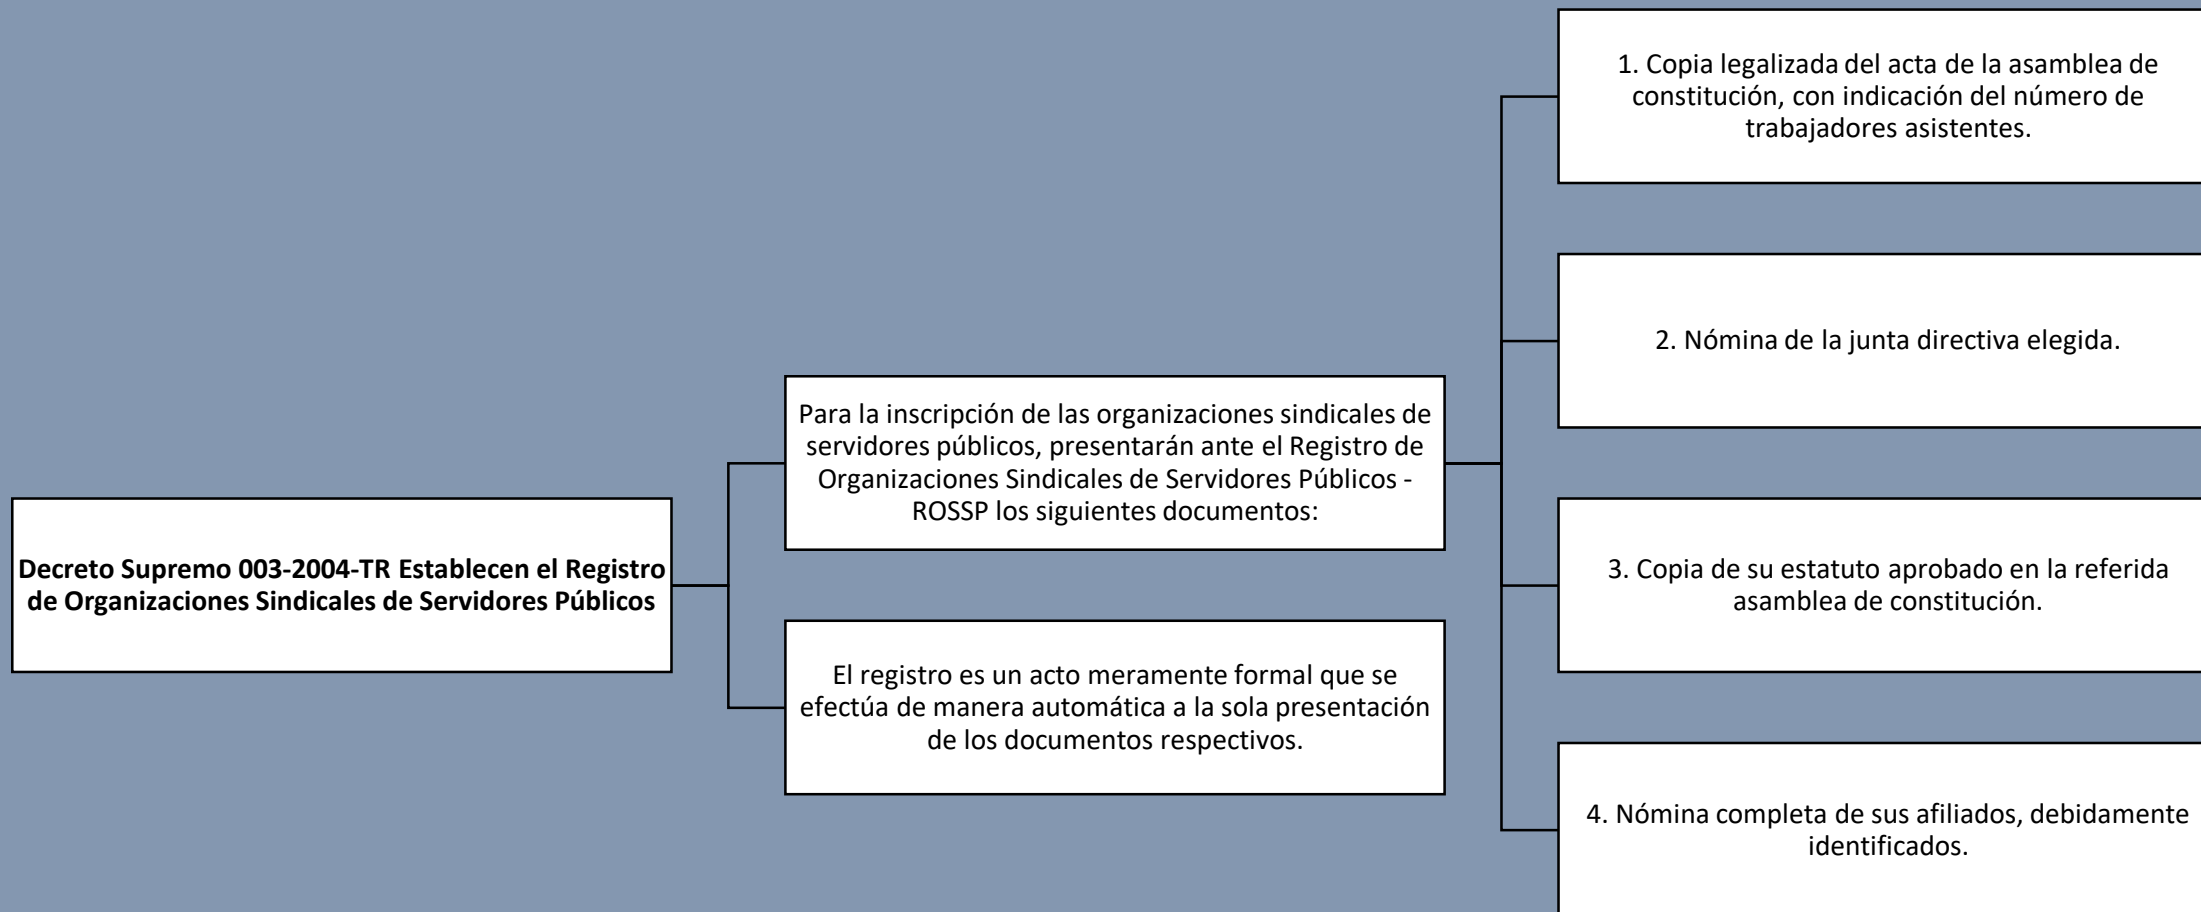 Decreto Supremo 003-2004-TR Establecen el Registro
de Organizaciones Sindicales de Servidores Públicos
Para la inscripción de las organizaciones sindicales de
servidores públicos, presentarán ante el Registro de
Organizaciones Sindicales de Servidores Públicos -
ROSSP los siguientes documentos:
1. Copia legalizada del acta de la asamblea de
constitución, con indicación del número de
trabajadores asistentes.
2. Nómina de la junta directiva elegida.
3. Copia de su estatuto aprobado en la referida
asamblea de constitución.
4. Nómina completa de sus afiliados, debidamente
identificados.
El registro es un acto meramente formal que se
efectúa de manera automática a la sola presentación
de los documentos respectivos.